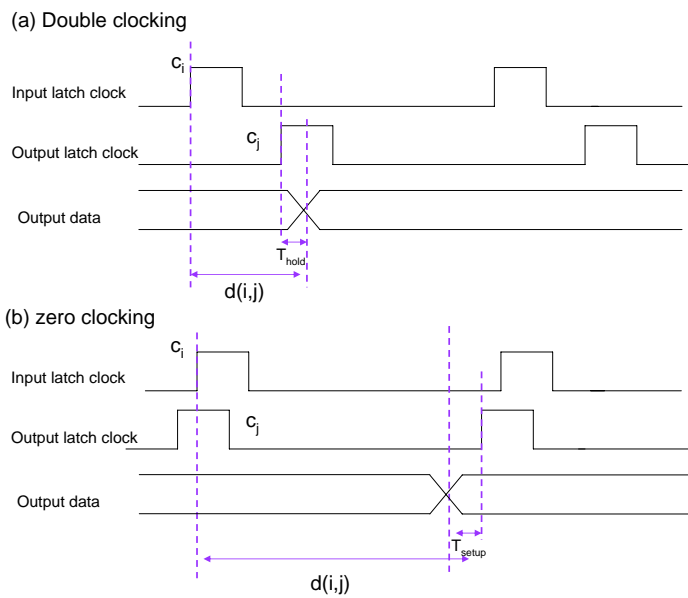 (a) Double clocking
c_i
Input latch clock
c_j
Output latch clock
Output data
T_hold
d(i,j)
(b) zero clocking
c_i
Input latch clock
c_j
Output latch clock
Output data
T_setup
d(i,j)